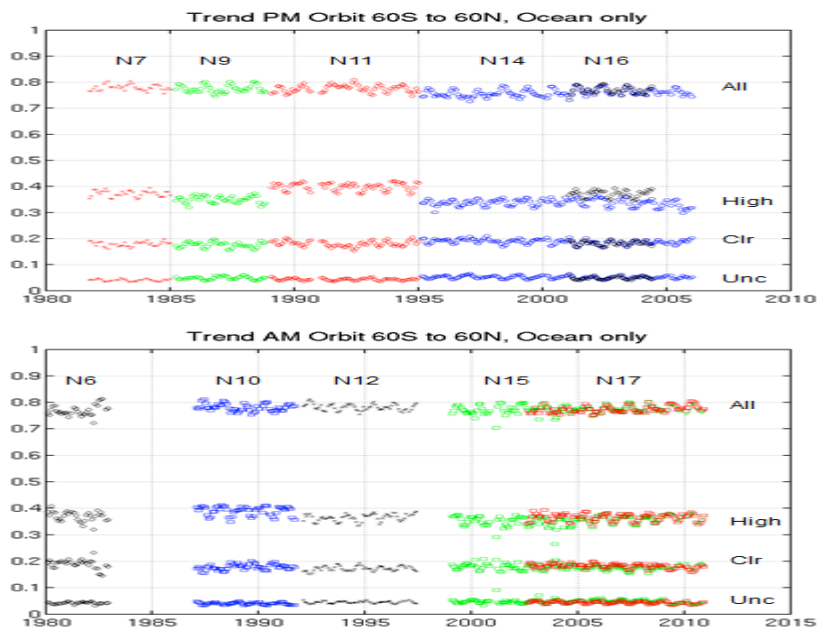 Trend PM Orbit 60S to 60N, Ocean only
1
0.9
N7 N9 N11 N14 N16
0.8
All
0.7
0.6
0.5
0.4
High
0.3
0.2
Clr
0.1
Unc
0
1980 1985 1990 1995 2000 2005 2010
Trend AM Orbit 60S to 60N, Ocean only
1
0.9
N6 N10 N12 N15 N17
0.8
All
0.7
0.6
0.5
0.4
High
0.3
0.2
Clr
0.1
Unc
0
1980 1985 1990 1995 2000 2005 2010 2015